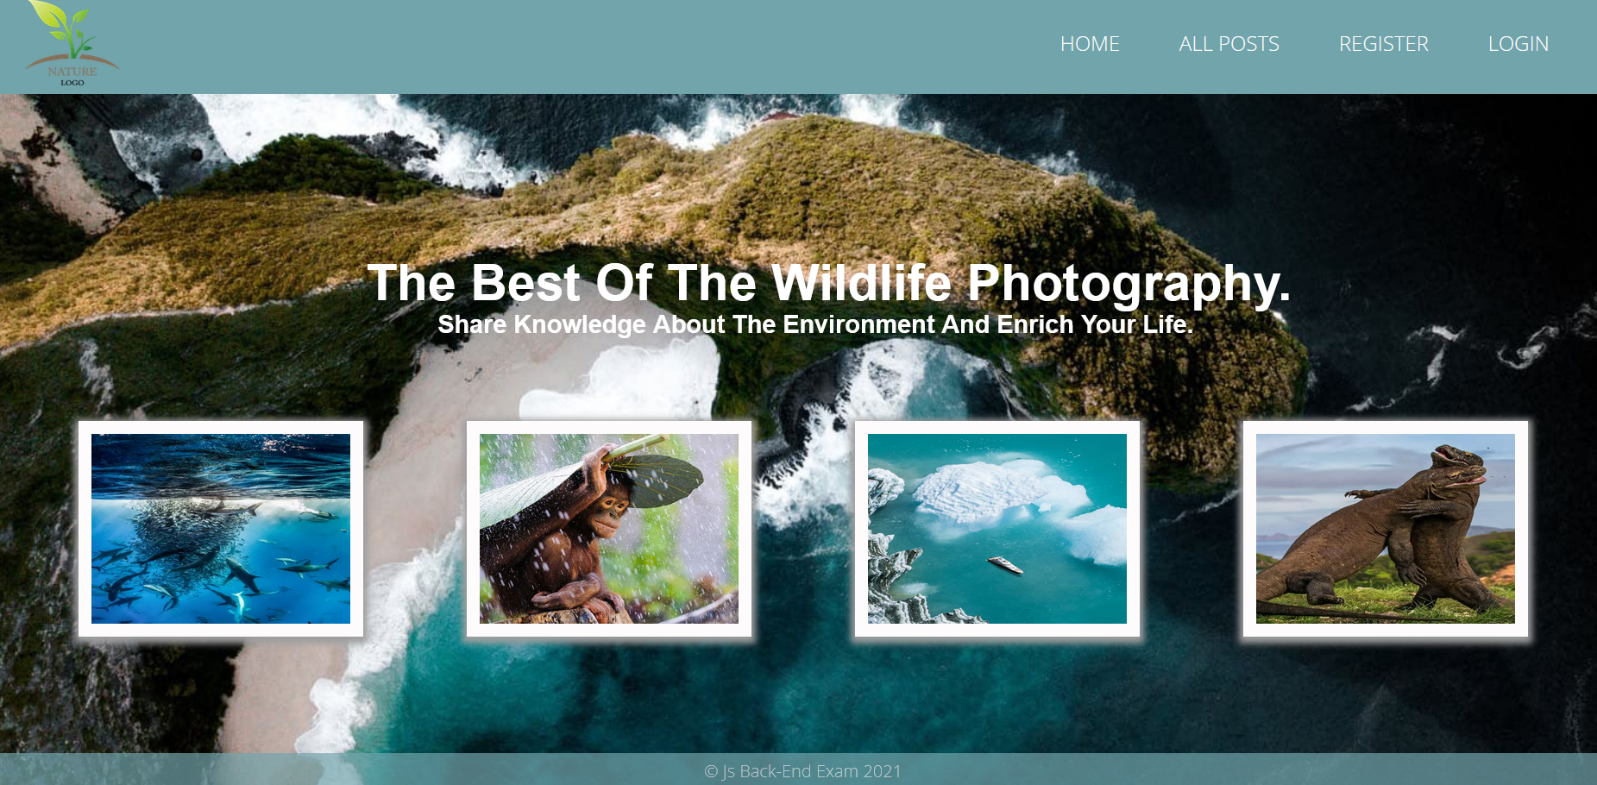 NATURE
LOGO
HOME ALL POSTS REGISTER LOGIN
The Best Of The Wildlife Photography.
Share Knowledge About The Environment And Enrich Your Life.
© Js Back-End Exam 2021